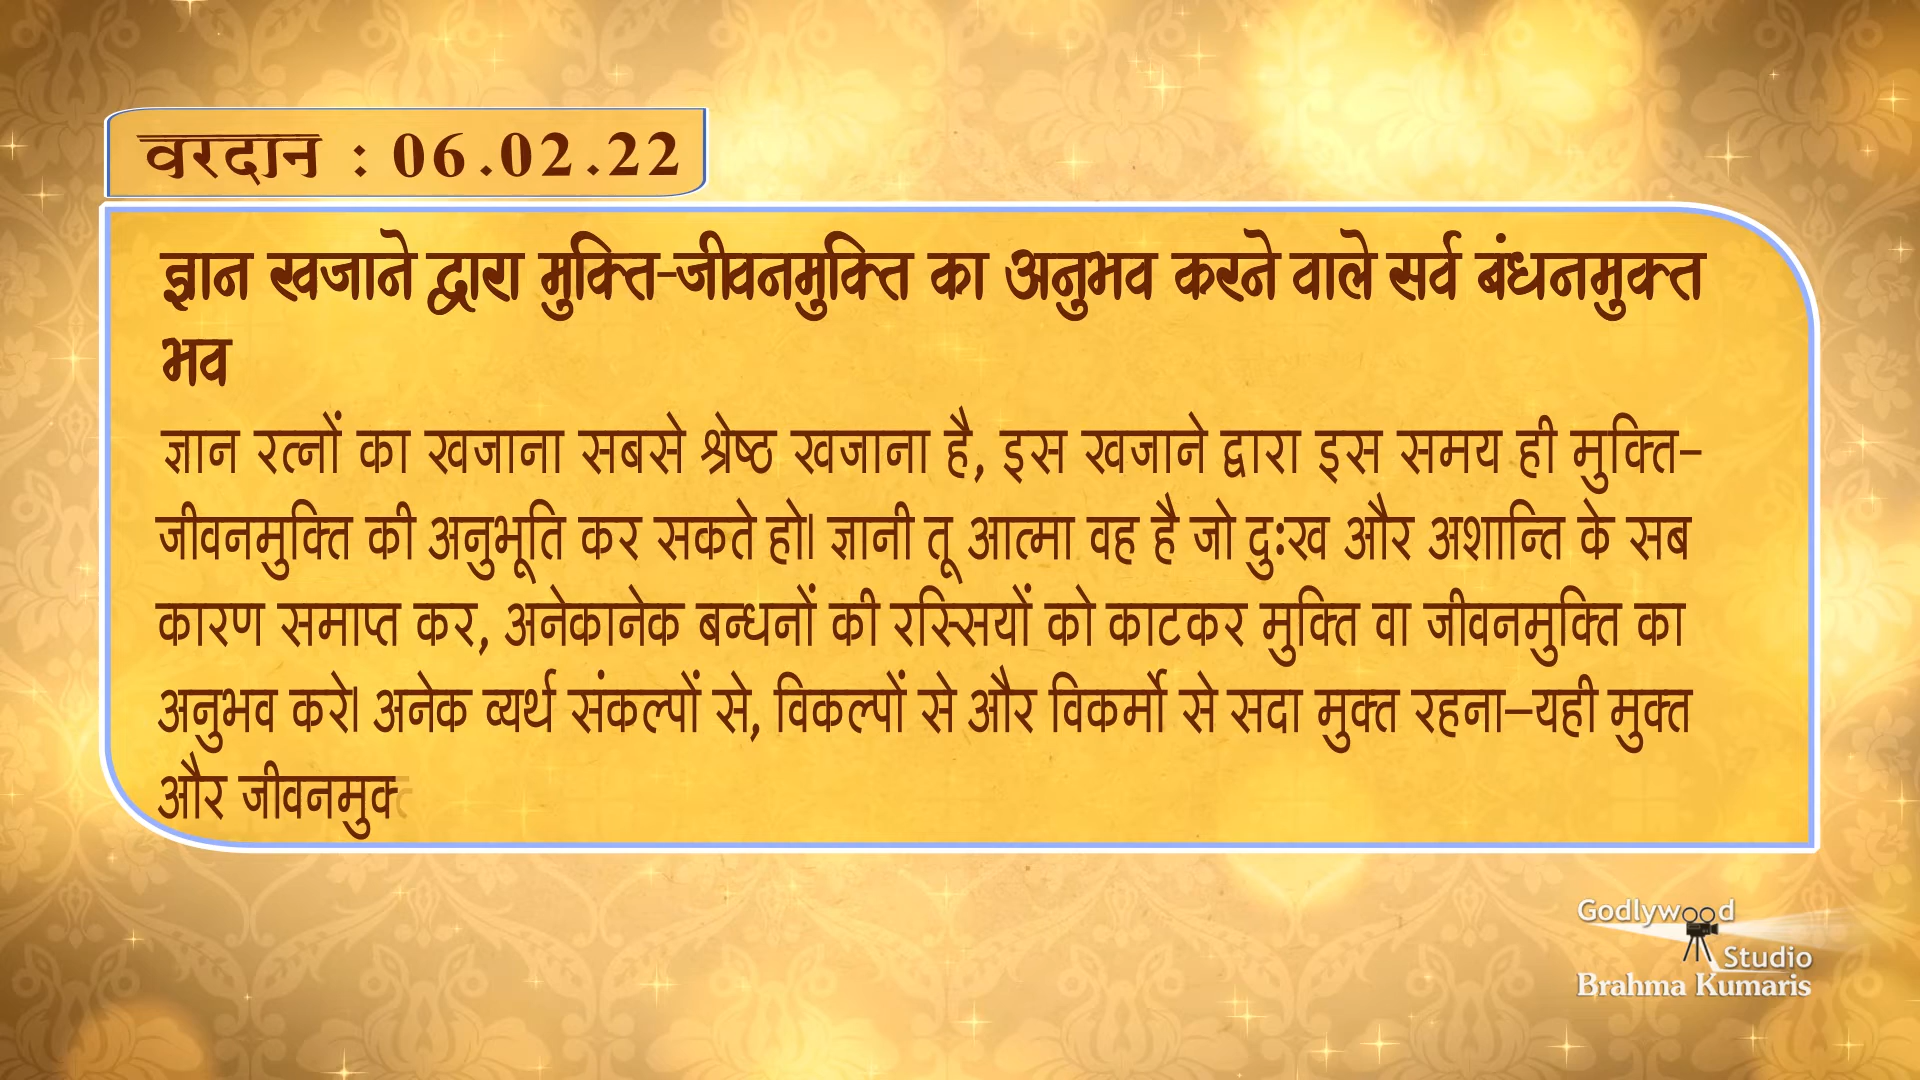 वरदान : 06.02.22
ज्ञान खजाने द्वारा मुक्ति-जीवनमुक्ति का अनुभव करने वाले सर्व बंधनमुक्त
भव
ज्ञान रत्नों का खजाना सबसे श्रेष्ठ खजाना है, इस खजाने द्वारा इस समय ही मुक्ति-
जीवनमुक्ति की अनुभूति कर सकते हो। ज्ञानी तू आत्मा वह है जो दुःख और अशान्ति के सब
कारण समाप्त कर, अनेकानेक बन्धनों की रस्सियों को काटकर मुक्ति वा जीवनमुक्ति का
अनुभव करे। अनेक व्यर्थ संकल्पों से, विकल्पों से और विकर्मो से सदा मुक्त रहना–यही मुक्त
और जीवनमुक्त
Godlywood
Studio
Brahma Kumaris